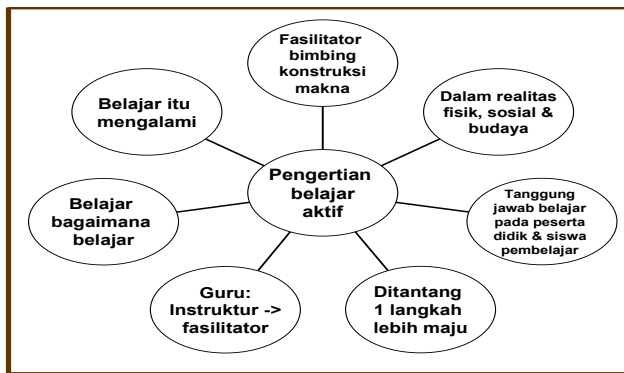 Fasilitator
bimbing
konstruksi
makna
Belajar itu
mengalami
Dalam realitas
fisik, sosial &
budaya
Pengertian
belajar
aktif
Belajar
bagaimana
belajar
Tanggung
jawab belajar
pada peserta
didik & siswa
pembelajar
Guru:
Instruktur ->
fasilitator
Ditantang
1 langkah
lebih maju